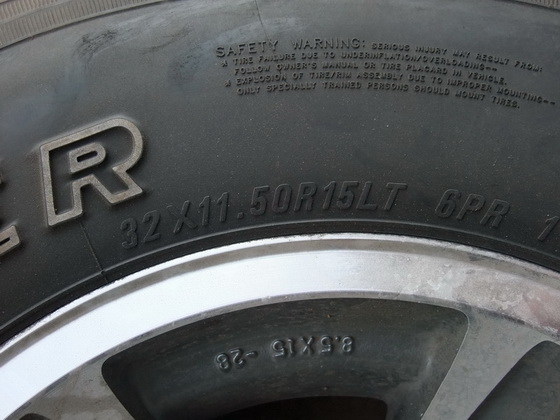 SAFETY WARNING: SERIOUS INJURY MAY RESULT FROM:
★ TIRE FAILURE DUE TO UNDERINFLATION/OVERLOADING--
FOLLOW OWNER'S MANUAL OR TIRE PLACARD IN VEHICLE.
★ EXPLOSION OF TIRE/RIM ASSEMBLY DUE TO IMPROPER MOUNTING--
ONLY SPECIALLY TRAINED PERSONS SHOULD MOUNT TIRES.
ER
32X11.50R15LT 6PR 1
8.5X15 -28